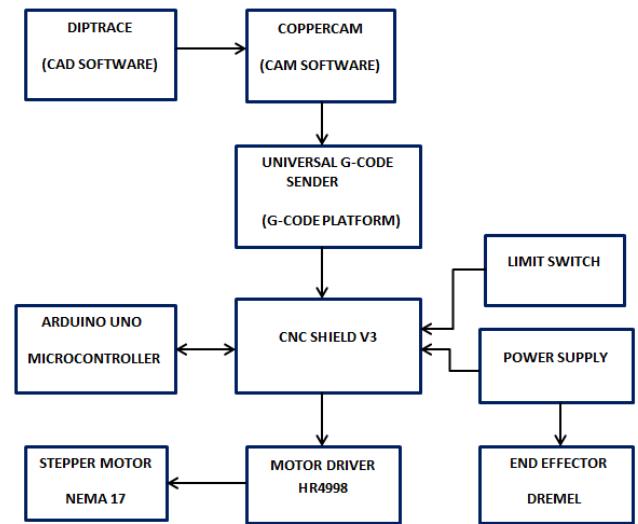 DIPTRACE
(CAD SOFTWARE)
COPPERCAM
(CAM SOFTWARE)
UNIVERSAL G-CODE
SENDER
(G-CODE PLATFORM)
LIMIT SWITCH
ARDUINO UNO
MICROCONTROLLER
CNC SHIELD V3
POWER SUPPLY
STEPPER MOTOR
NEMA 17
MOTOR DRIVER
HR4998
END EFFECTOR
DREMEL